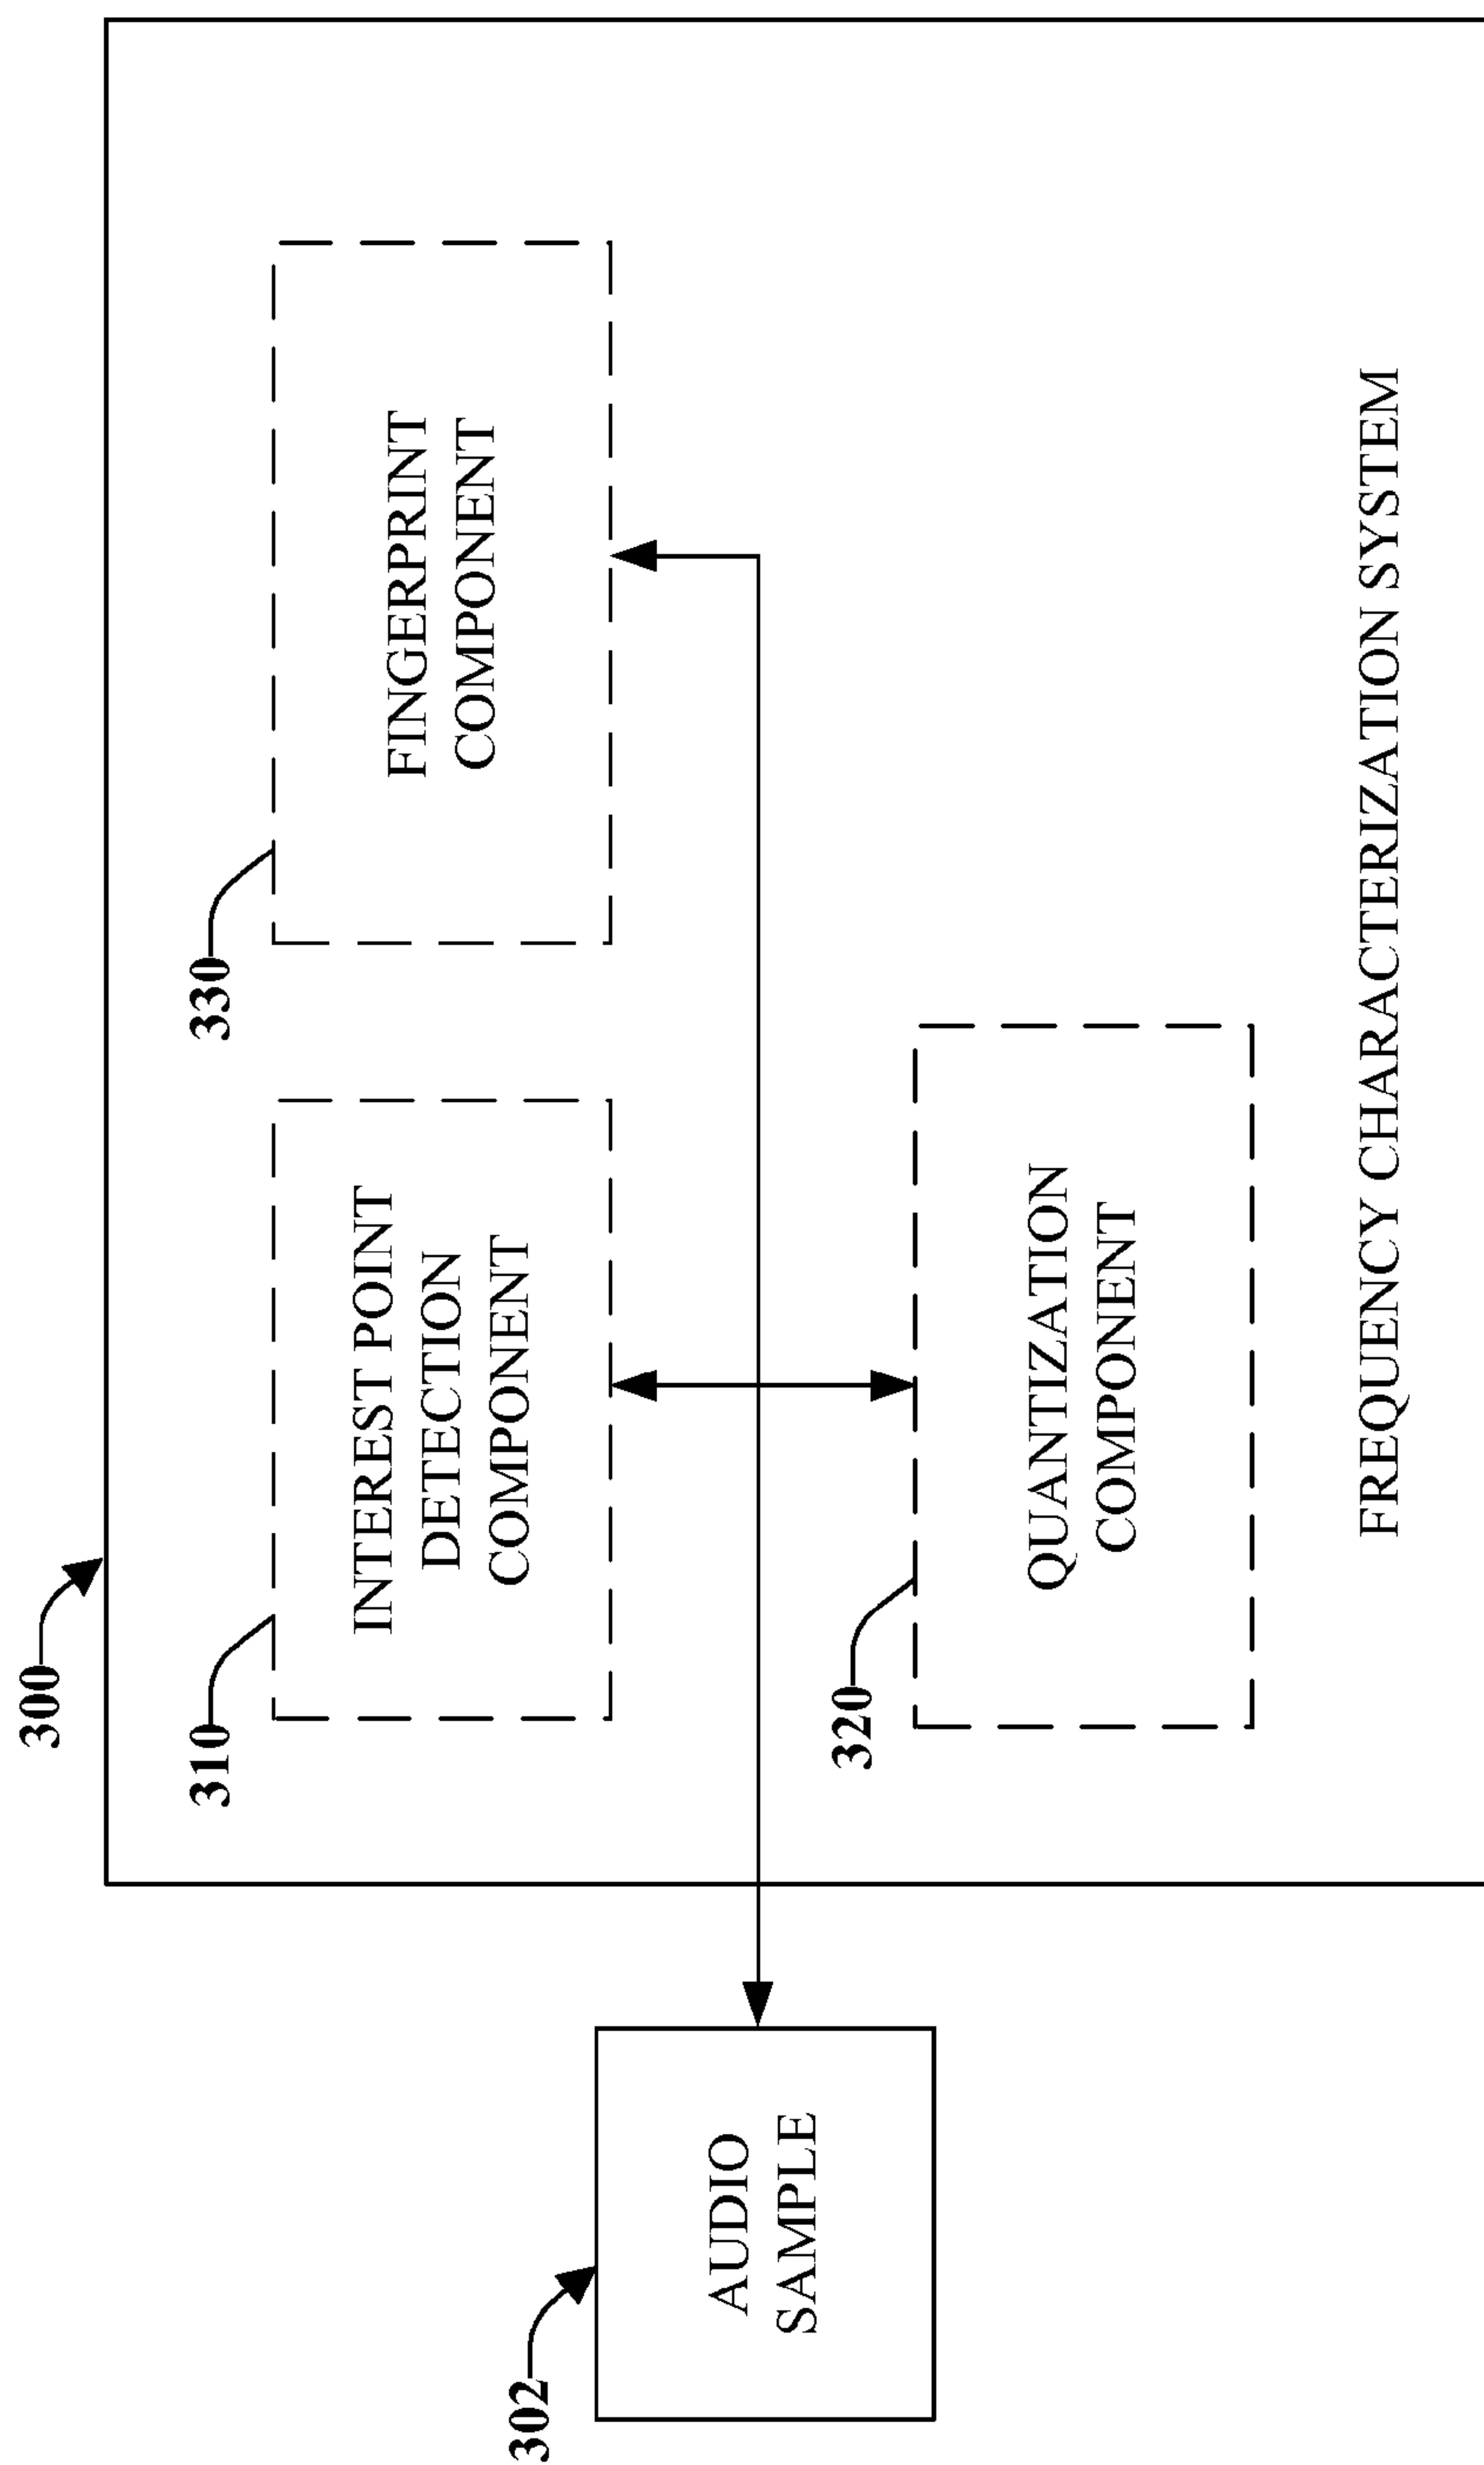 300
310
INTEREST POINT
DETECTION
COMPONENT
330
FINGERPRINT
COMPONENT
302
AUDIO
SAMPLE
320
QUANTIZATION
COMPONENT
FREQUENCY CHARACTERIZATION SYSTEM